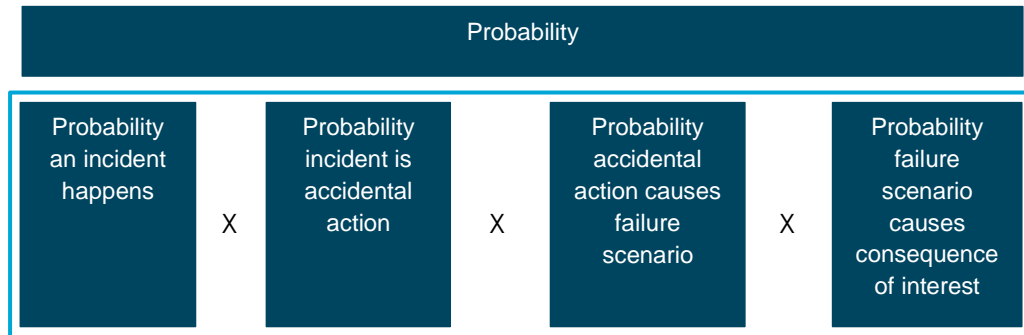 Probability
Probability
an incident
happens
X
Probability
incident is
accidental
action
X
Probability
accidental
action causes
failure
scenario
X
Probability
failure
scenario
causes
consequence
of interest